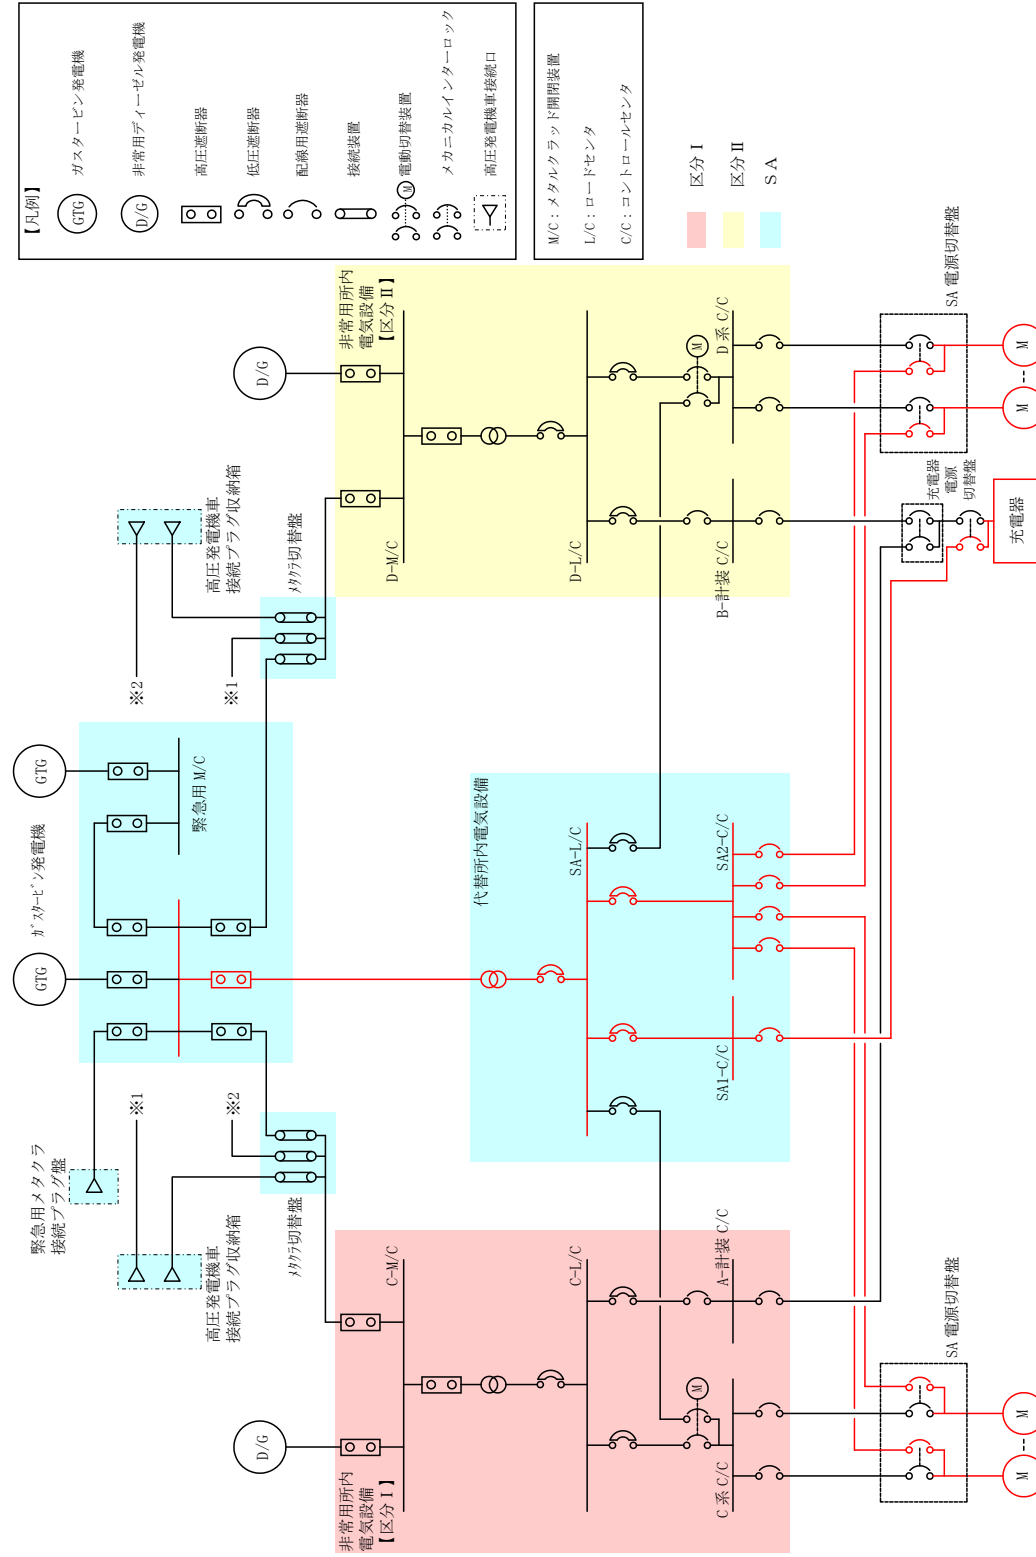 【凡例】
GTG
ガスタービン発電機
D/G
非常用ディーゼル発電機
高圧遮断器
低圧遮断器
配線用遮断器
接続装置
M
電動切替装置
メカニカルインターロック
高圧発電機車接続口
M/C：メタルクラッド開閉装置
L/C：ロードセンタ
C/C：コントロールセンタ
区分Ⅰ
区分Ⅱ
ＳＡ
緊急用メタクラ
接続プラグ盤
GTG
ｶﾞｽﾀｰﾋﾞﾝ発電機
GTG
緊急用 M/C
※1
※2
※2
※1
高圧発電機車
接続プラグ収納箱
高圧発電機車
接続プラグ収納箱
ﾒﾀｸﾗ切替盤
ﾒﾀｸﾗ切替盤
D/G
D/G
非常用所内
電気設備
【区分Ⅰ】
C-M/C
C-L/C
M
C 系 C/C
A-計装 C/C
代替所内電気設備
SA-L/C
SA1-C/C
SA2-C/C
非常用所内
電気設備
【区分Ⅱ】
D-M/C
D-L/C
M
B-計装 C/C
D 系 C/C
SA 電源切替盤
M
M
充電器
電源
切替盤
充電器
SA 電源切替盤
M
M